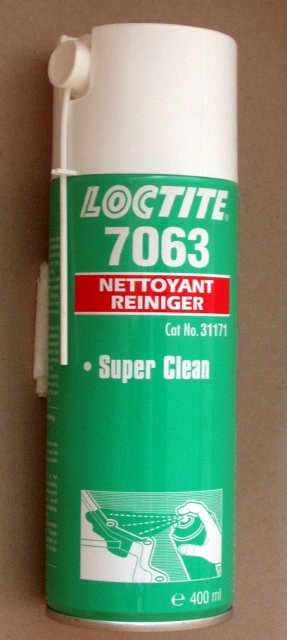 LOCTITE®
7063
NETTOYANT
REINIGER
Cat No. 31171
• Super Clean
℮ 400 ml